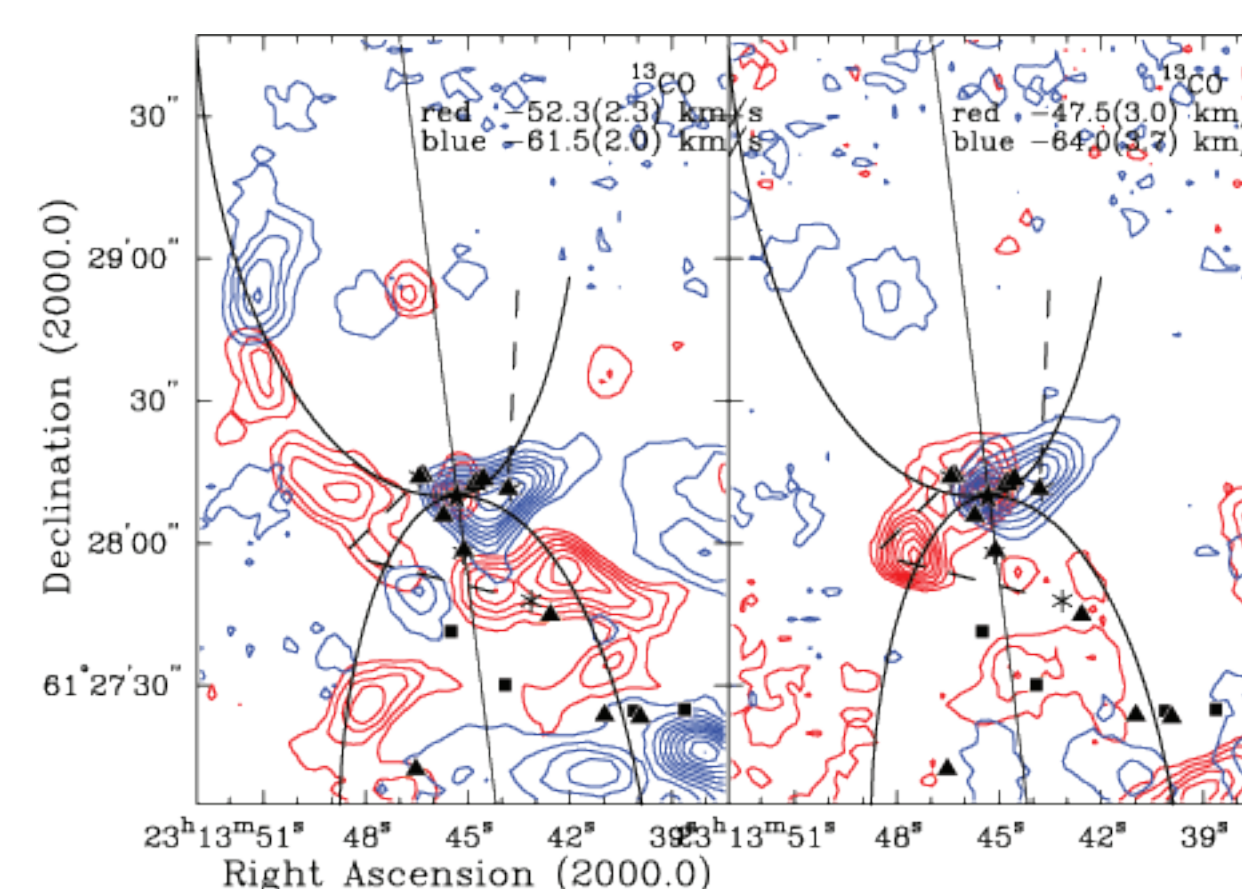 13CO
red -52.3(2.3) km/s
blue -61.5(2.0) km/s
13CO
red -47.5(3.0) km/
blue -64.0(3.7) km/
30"
29'00"
30"
28'00"
61°27'30"
Declination (2000.0)
23h13m51s 48s 45s 42s 39s
13m51s 48s 45s 42s 39s
Right Ascension (2000.0)